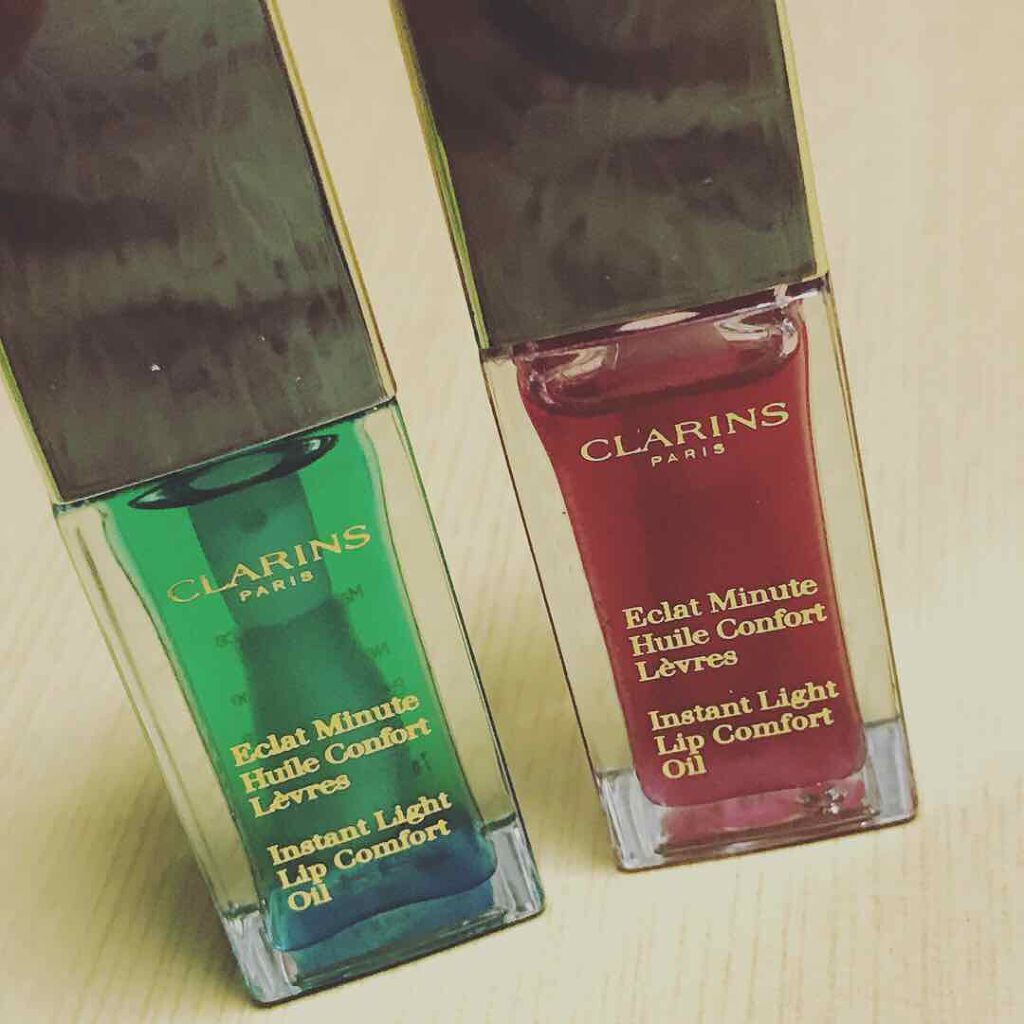 CLARINS
PARIS
Eclat Minute
Huile Confort
Lèvres
Instant Light
Lip Comfort
Oil
CLARINS
PARIS
Eclat Minute
Huile Confort
Lèvres
Instant Light
Lip Comfort
Oil